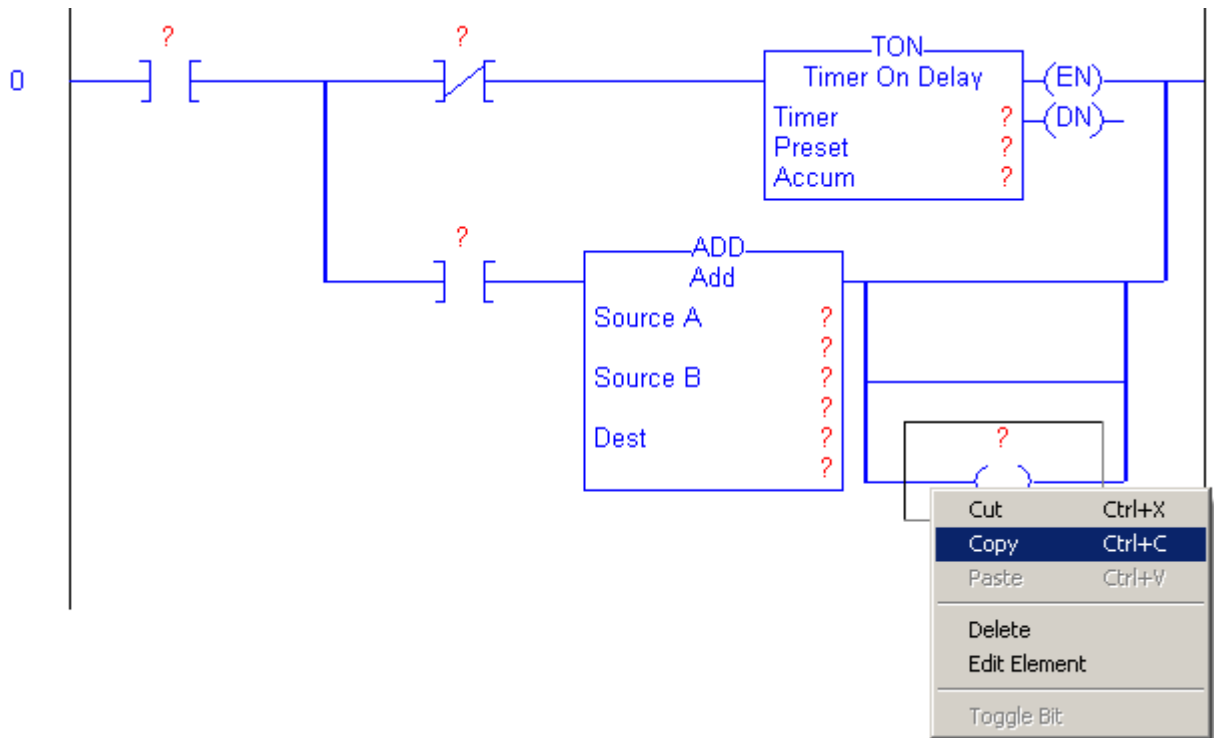 ? ?
TON
0 Timer On Delay (EN)
Timer ? (DN)
Preset ?
Accum ?
? ADD
Add
Source A ?
?
Source B ?
?
Dest ? ?
?
Cut Ctrl+X
Copy Ctrl+C
Paste Ctrl+V
Delete
Edit Element
Toggle Bit